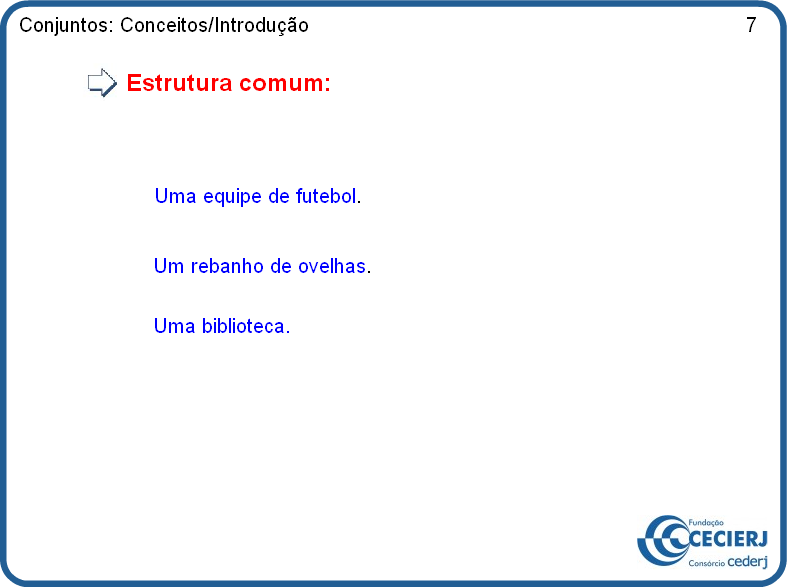 Conjuntos: Conceitos/Introdução 7
Estrutura comum:
Uma equipe de futebol.
Um rebanho de ovelhas.
Uma biblioteca.
Fundação
CECIERJ
Consórcio cederj